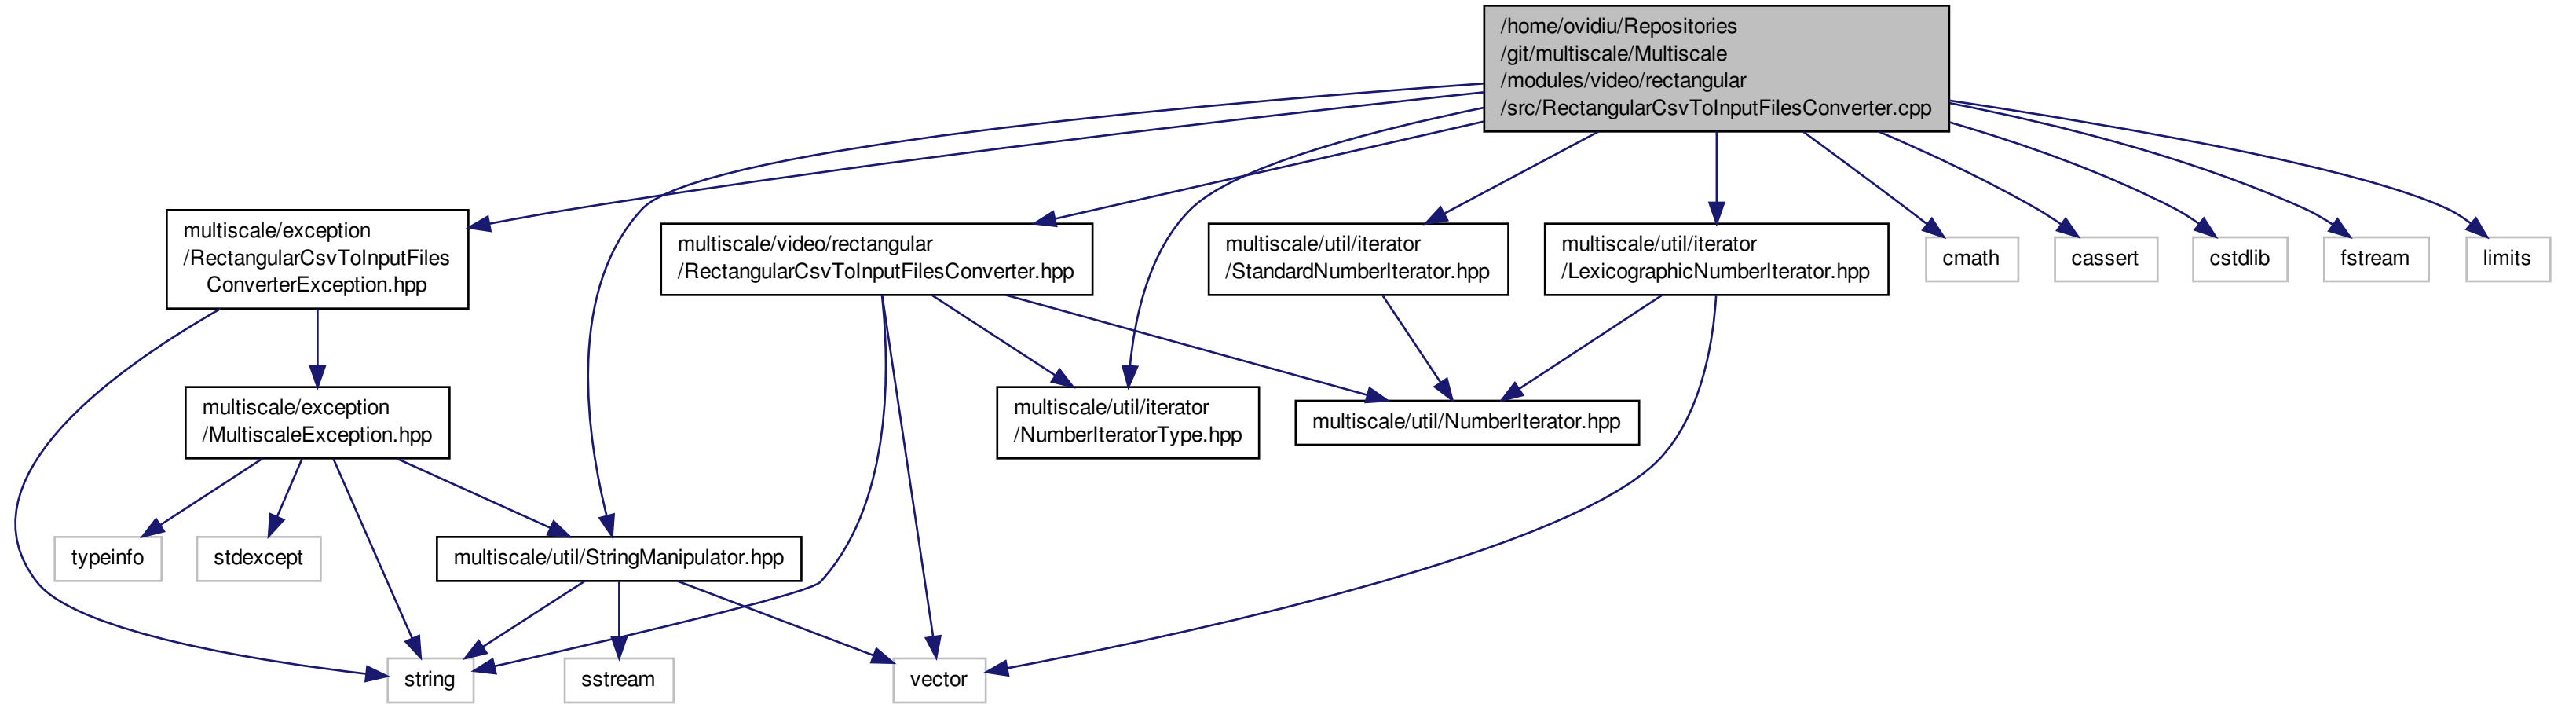 /home/ovidiu/Repositories
/git/multiscale/Multiscale
/modules/video/rectangular
/src/RectangularCsvToInputFilesConverter.cpp
multiscale/exception
/RectangularCsvToInputFiles
ConverterException.hpp
multiscale/video/rectangular
/RectangularCsvToInputFilesConverter.hpp
multiscale/util/iterator
/StandardNumberIterator.hpp
multiscale/util/iterator
/LexicographicNumberIterator.hpp
cmath
cassert
cstdlib
fstream
limits
multiscale/exception
/MultiscaleException.hpp
multiscale/util/iterator
/NumberIteratorType.hpp
multiscale/util/NumberIterator.hpp
typeinfo
stdexcept
multiscale/util/StringManipulator.hpp
string
sstream
vector